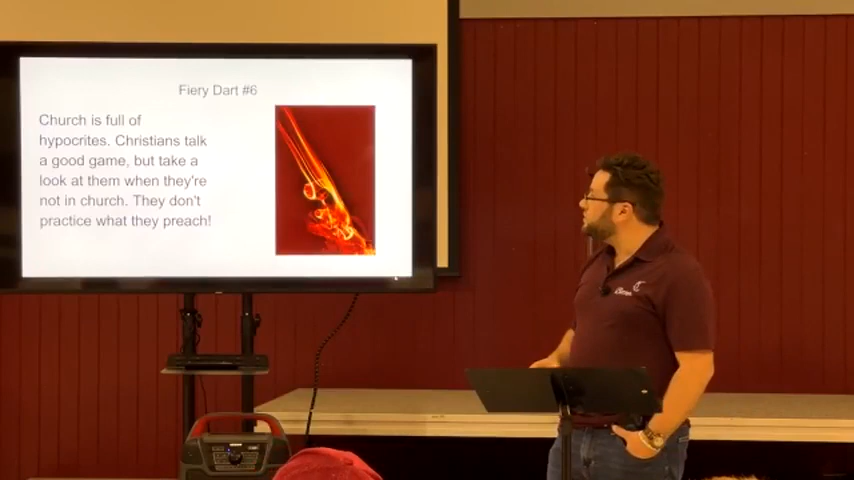 Fiery Dart #6
Church is full of
hypocrites. Christians talk
a good game, but take a
look at them when they're
not in church. They don't
practice what they preach!